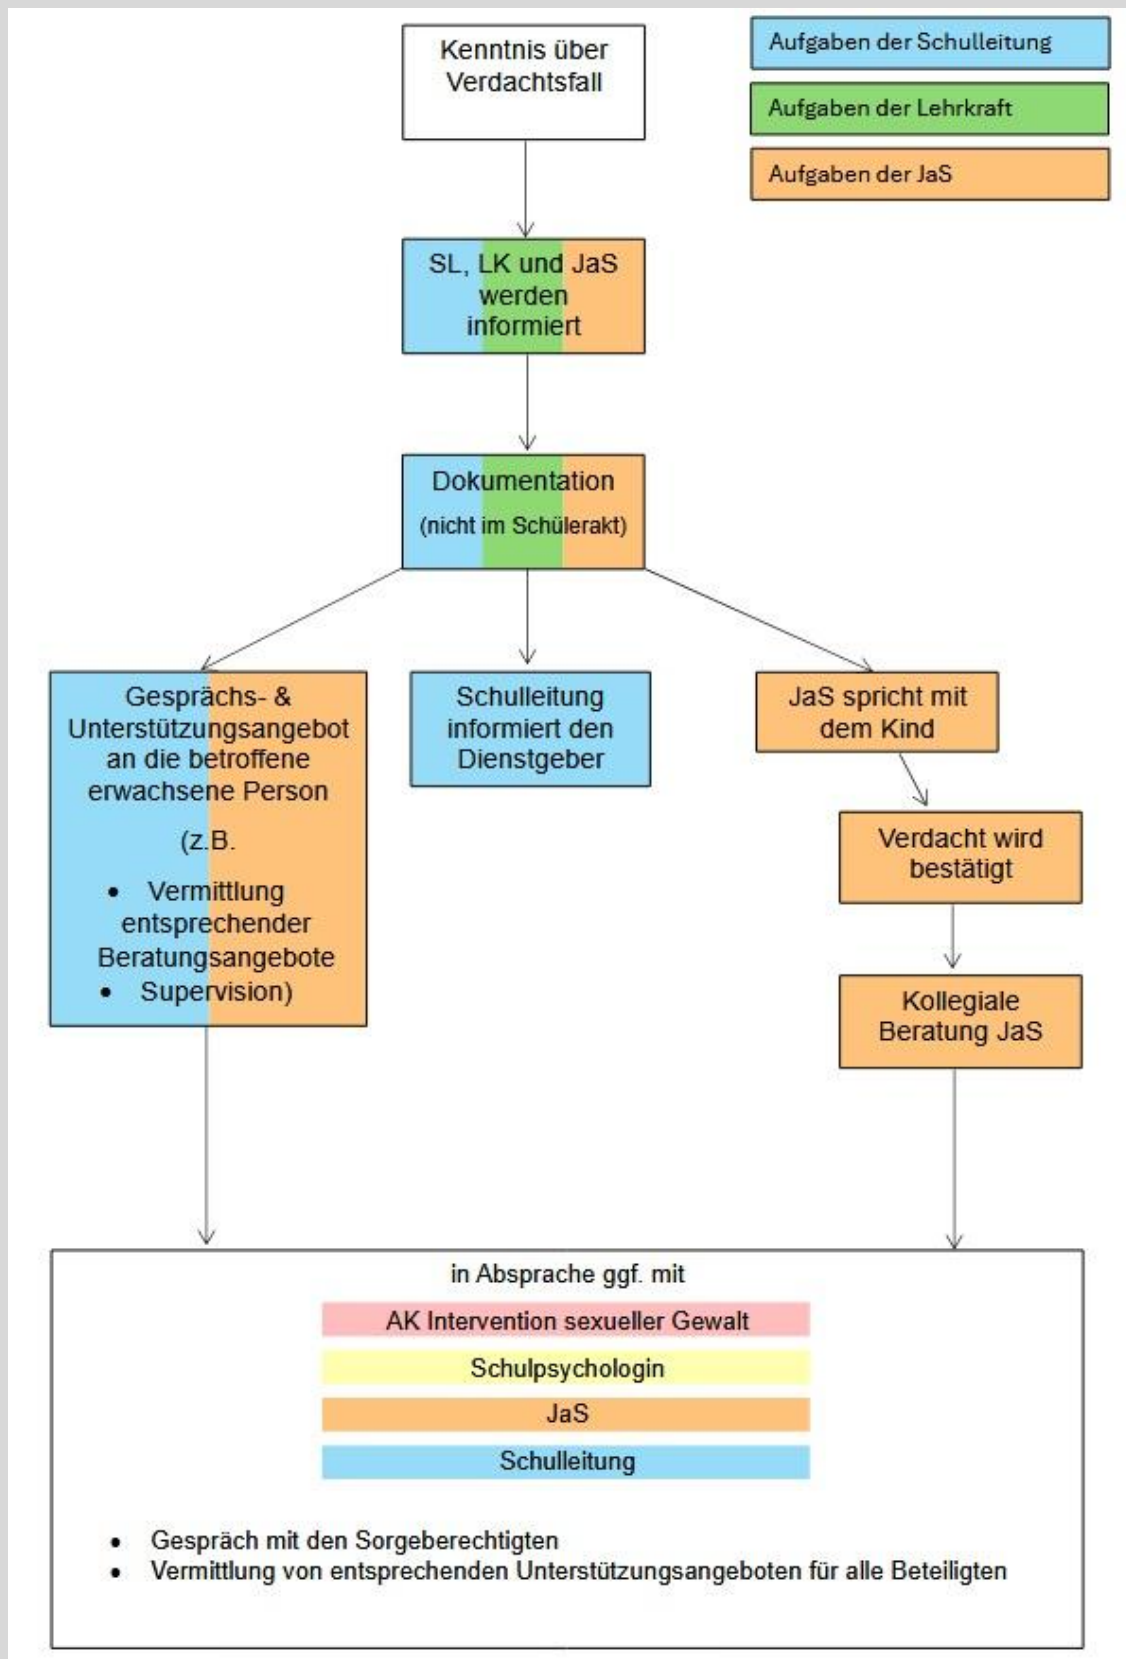 Kenntnis über
Verdachtsfall
Aufgaben der Schulleitung
Aufgaben der Lehrkraft
Aufgaben der JaS
SL, LK und JaS
werden
informiert
Dokumentation
(nicht im Schülerakt)
Gesprächs- &
Unterstützungsangebot
an die betroffene
erwachsene Person
(z.B.
• Vermittlung
entsprechender
Beratungsangebote
• Supervision)
Schulleitung
informiert den
Dienstgeber
JaS spricht mit
dem Kind
Verdacht wird
bestätigt
Kollegiale
Beratung JaS
in Absprache ggf. mit
AK Intervention sexueller Gewalt
Schulpsychologin
JaS
Schulleitung
• Gespräch mit den Sorgeberechtigten
• Vermittlung von entsprechenden Unterstützungsangeboten für alle Beteiligten